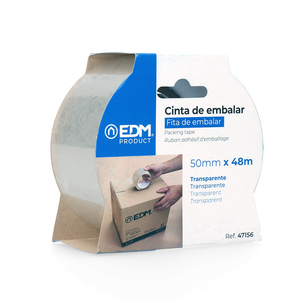 EDM
PRODUCT
Cinta de embalar
Fita de embalar
Packing tape
Ruban adhésif d'emballage
50mm x 48m
Transparente
Transparente
Transparent
Transparent
Ref. 47156